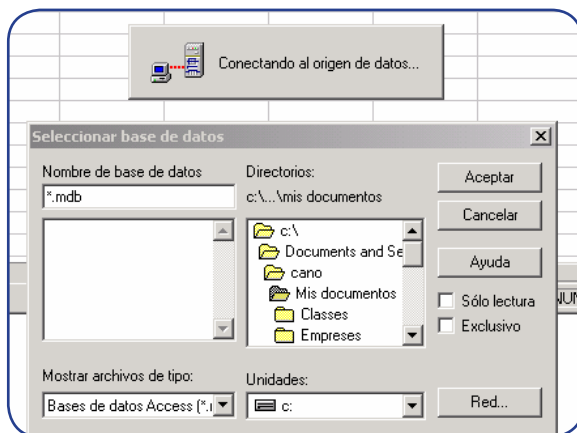 Conectando al origen de datos...
Seleccionar base de datos
Nombre de base de datos
*.mdb
Directorios:
c:\...\mis documentos
c:\
Documents and Se
cano
Mis documentos
Classes
Empreses
Aceptar
Cancelar
Ayuda
Sólo lectura
Exclusivo
NUM
Mostrar archivos de tipo:
Bases de datos Access (*.
Unidades:
c:
Red...